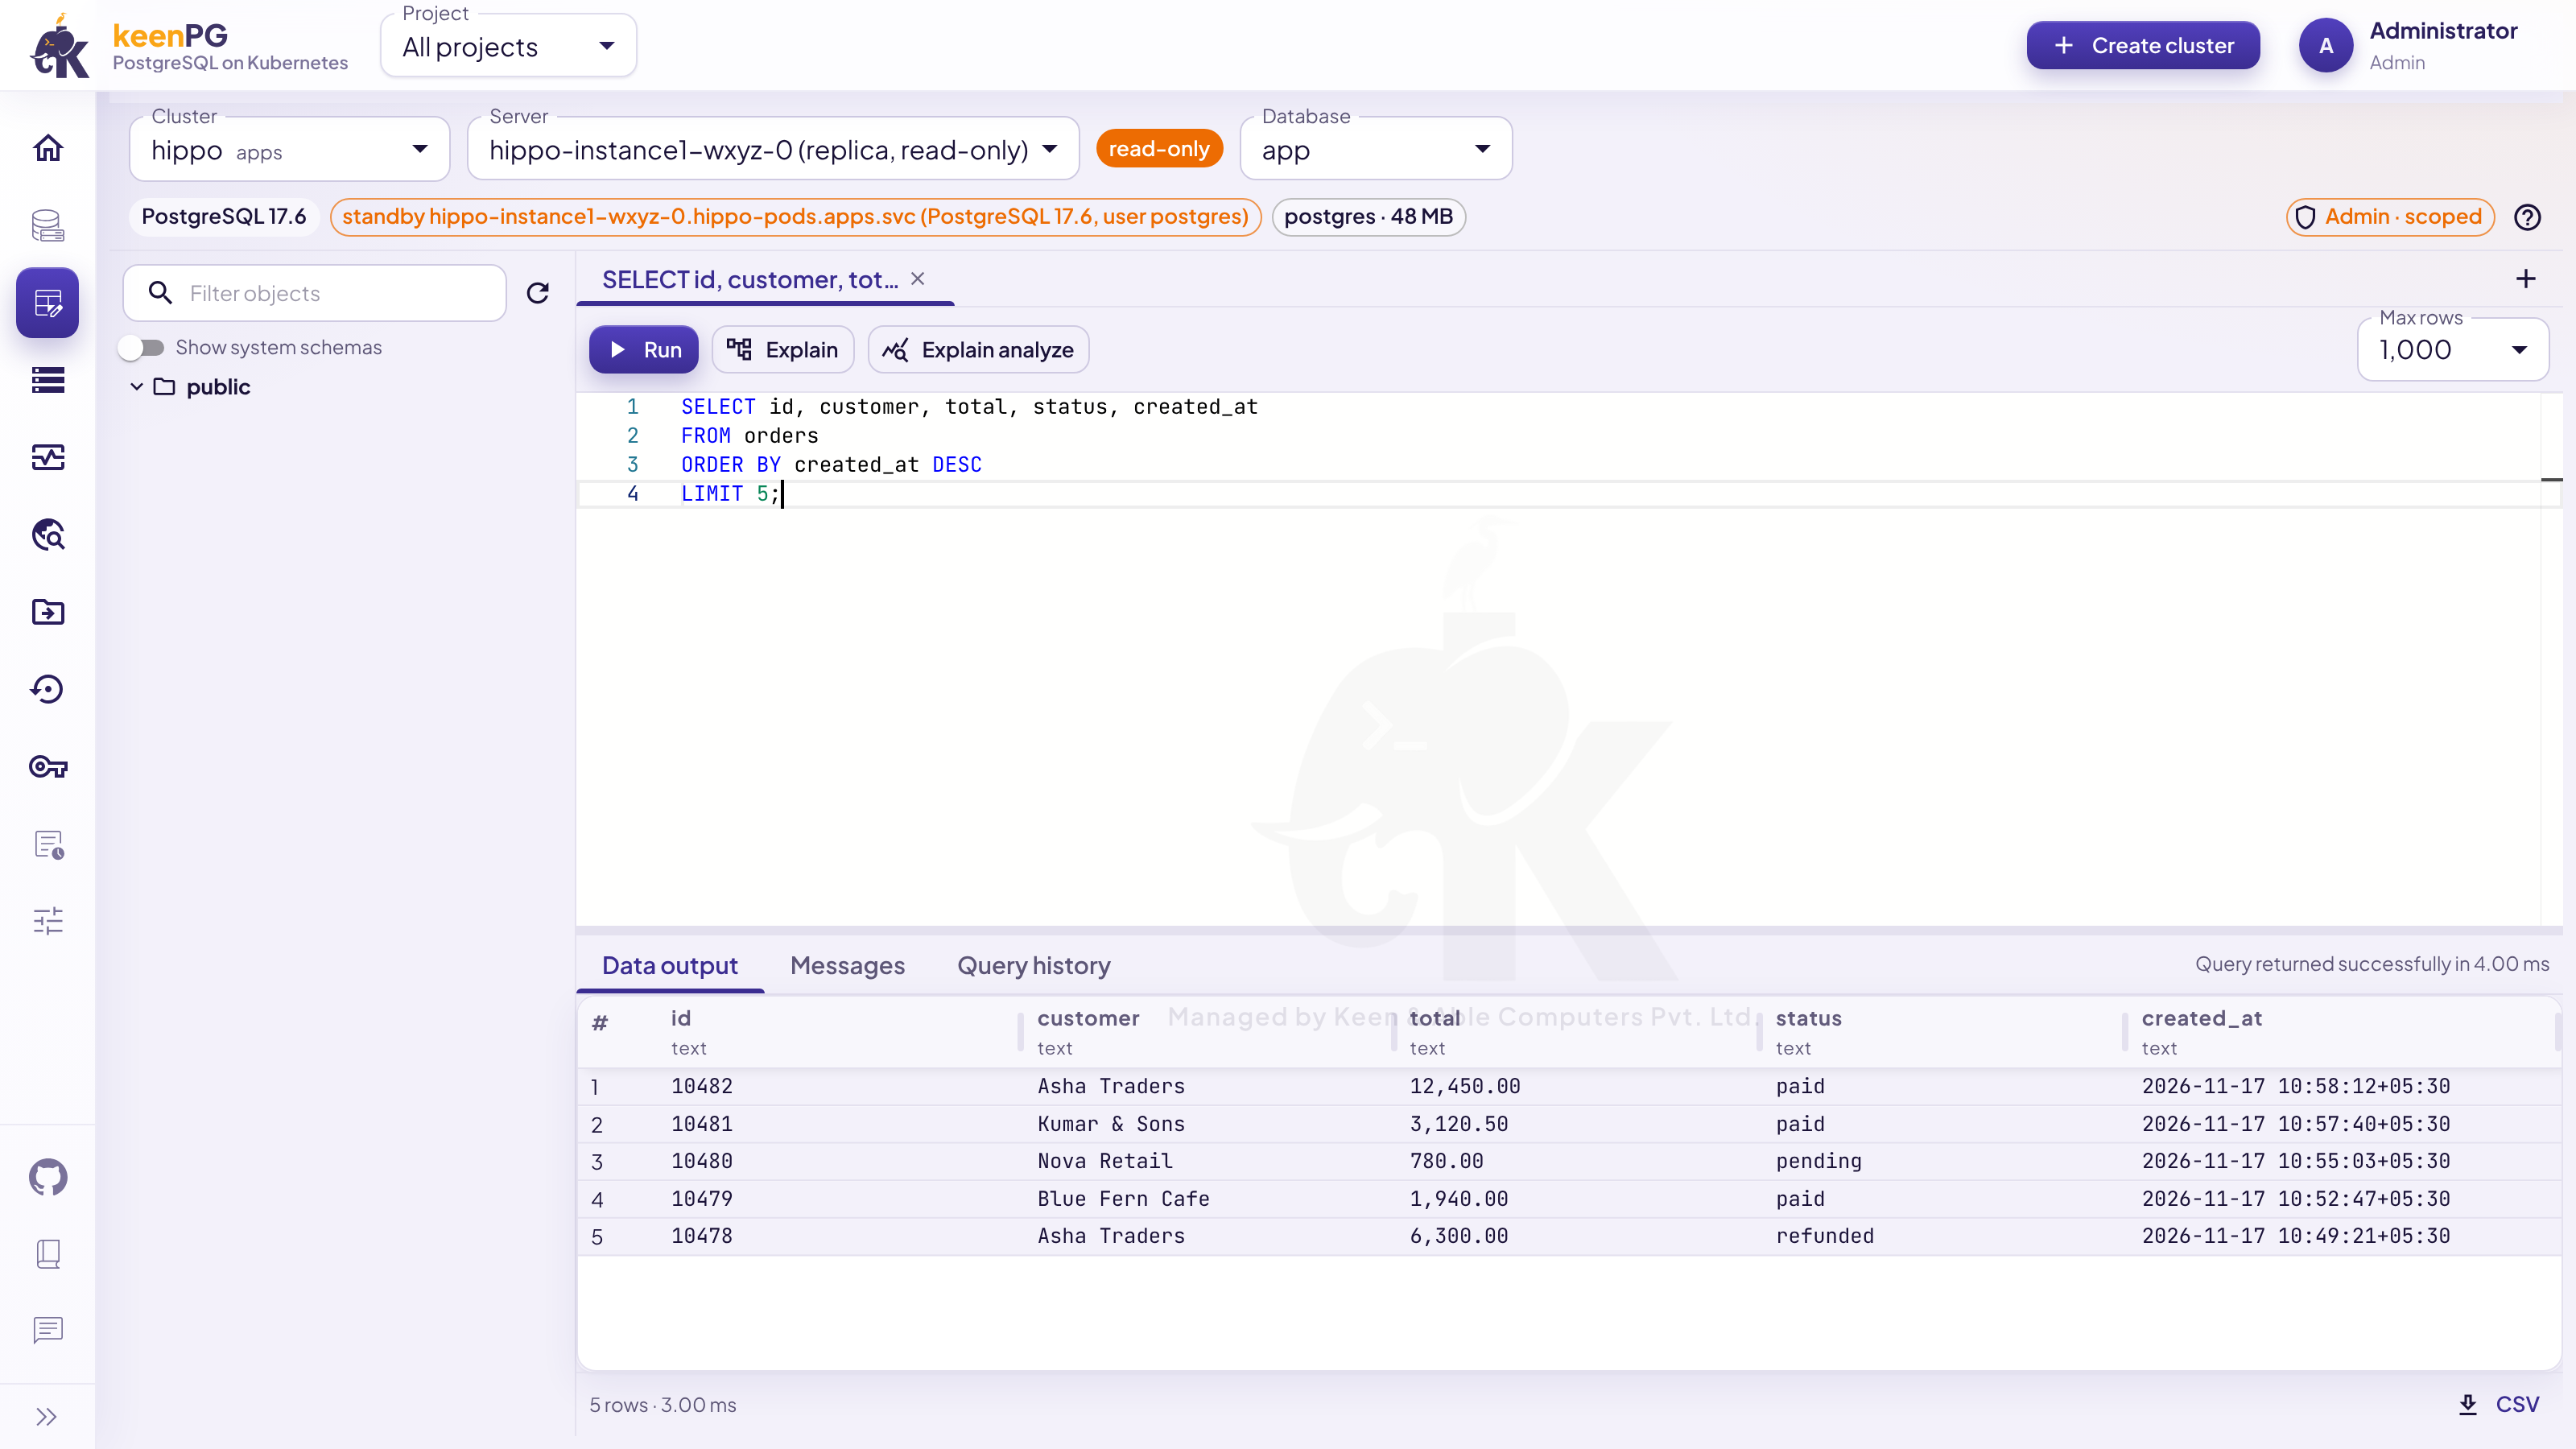 keenPG
PostgreSQL on Kubernetes
Project
All projects
Create cluster
A
Administrator
Admin
Cluster
hippo apps
Server
hippo-instance1-wxyz-0 (replica, read-only)
read-only
Database
app
PostgreSQL 17.6
standby hippo-instance1-wxyz-0.hippo-pods.apps.svc (PostgreSQL 17.6, user postgres)
postgres · 48 MB
Admin · scoped
Filter objects
Show system schemas
public
SELECT id, customer, tot...
Run
Explain
Explain analyze
Max rows
1,000
1 SELECT id, customer, total, status, created_at
2 FROM orders
3 ORDER BY created_at DESC
4 LIMIT 5;
Data output
Messages
Query history
Query returned successfully in 4.00 ms
Managed by Keen & Able Computers Pvt. Ltd.
# id customer total status created_at
text text text text text
1 10482 Asha Traders 12,450.00 paid 2026-11-17 10:58:12+05:30
2 10481 Kumar & Sons 3,120.50 paid 2026-11-17 10:57:40+05:30
3 10480 Nova Retail 780.00 pending 2026-11-17 10:55:03+05:30
4 10479 Blue Fern Cafe 1,940.00 paid 2026-11-17 10:52:47+05:30
5 10478 Asha Traders 6,300.00 refunded 2026-11-17 10:49:21+05:30
5 rows · 3.00 ms
CSV